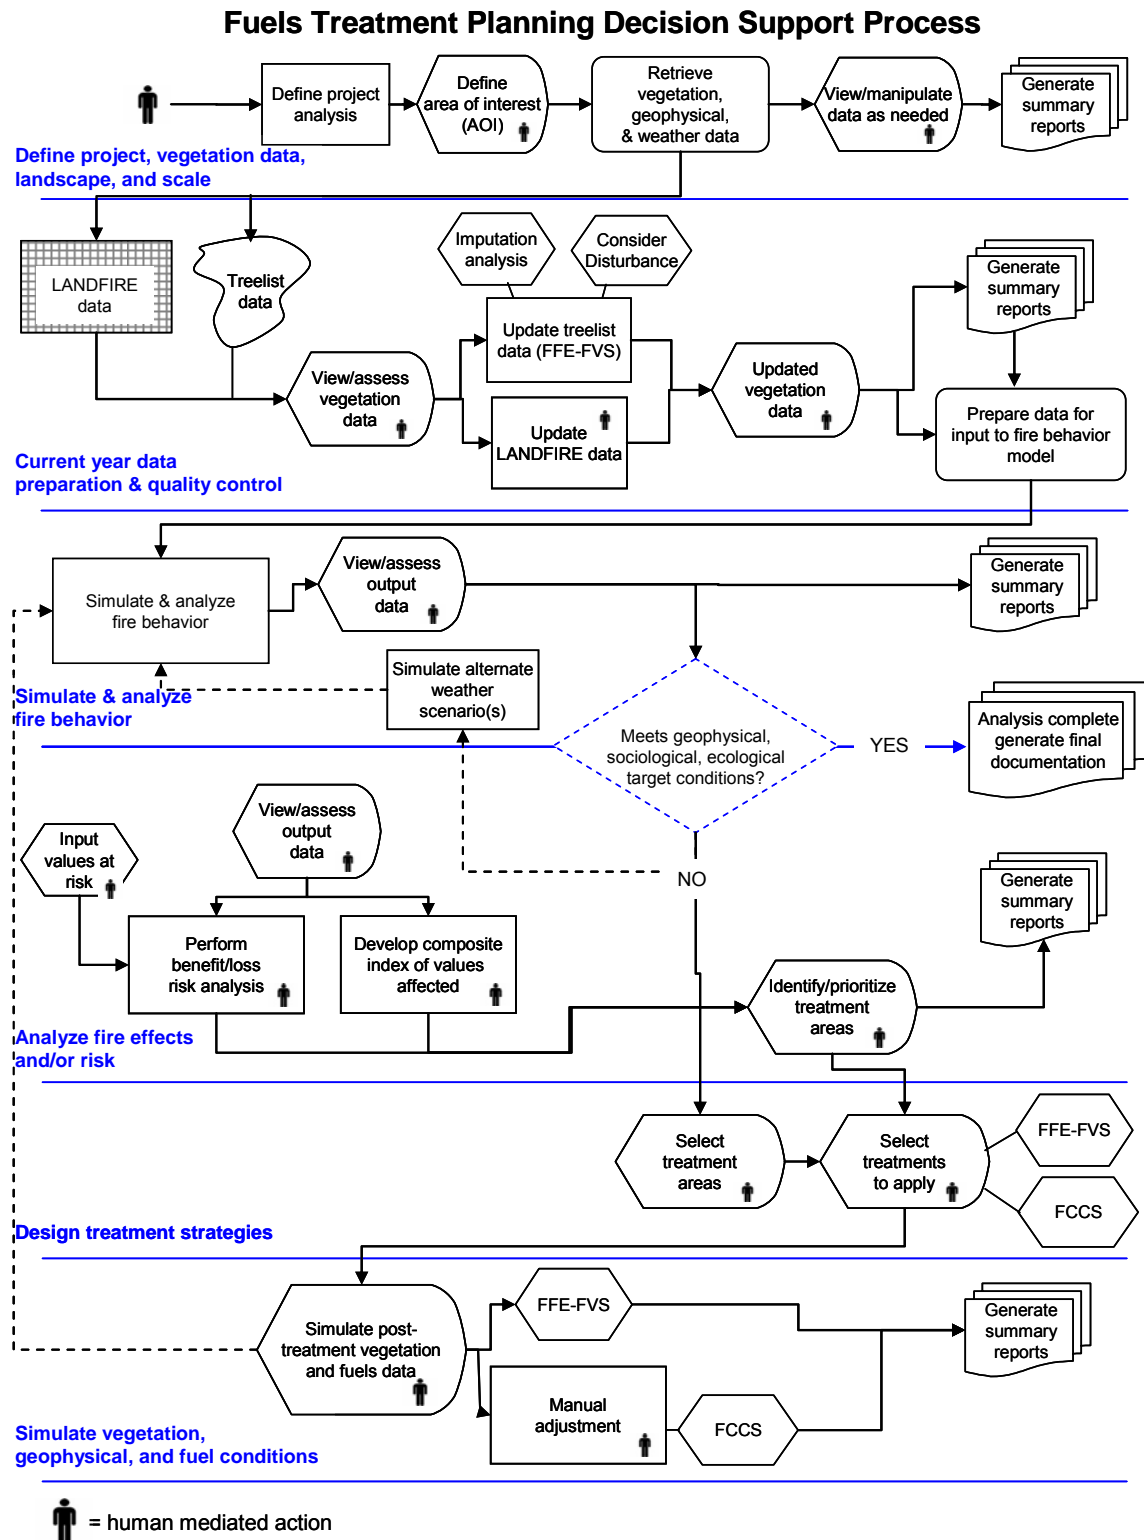 Fuels Treatment Planning Decision Support Process
Define project
analysis
Define
area of interest
(AOI)
Retrieve
vegetation,
geophysical,
& weather data
View/manipulate
data as needed
Generate
summary
reports
Define project, vegetation data,
landscape, and scale
LANDFIRE
data
Treelist
data
Imputation
analysis
Consider
Disturbance
Update treelist
data (FFE-FVS)
View/assess
vegetation
data
Update
LANDFIRE data
Updated
vegetation
data
Generate
summary
reports
Prepare data for
input to fire behavior
model
Current year data
preparation & quality control
Simulate & analyze
fire behavior
View/assess
output
data
Generate
summary
reports
Simulate alternate
weather
scenario(s)
Simulate & analyze
fire behavior
Meets geophysical,
sociological, ecological
target conditions?
YES
Analysis complete
generate final
documentation
NO
View/assess
output
data
Input
values at
risk
Perform
benefit/loss
risk analysis
Develop composite
index of values
affected
Identify/prioritize
treatment
areas
Generate
summary
reports
Analyze fire effects
and/or risk
Select
treatment
areas
Select
treatments
to apply
FFE-FVS
FCCS
Design treatment strategies
Simulate post-
treatment vegetation
and fuels data
FFE-FVS
Manual
adjustment
FCCS
Generate
summary
reports
Simulate vegetation,
geophysical, and fuel conditions
= human mediated action